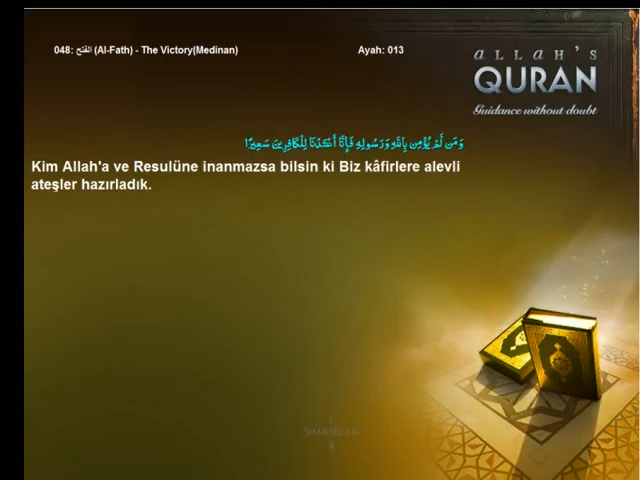 048: الفتح (Al-Fath) - The Victory(Medinan)
Ayah: 013
ALLAH'S
QURAN
Guidance without doubt
وَمَن لَّمْ يُؤْمِن بِاللَّهِ وَرَسُولِهِ فَإِنَّا أَعْتَدْنَا لِلْكَافِرِينَ سَعِيرًا
Kim Allah'a ve Resulüne inanmazsa bilsin ki Biz kâfirlere alevli
ateşler hazırladık.
SHAREISLAM